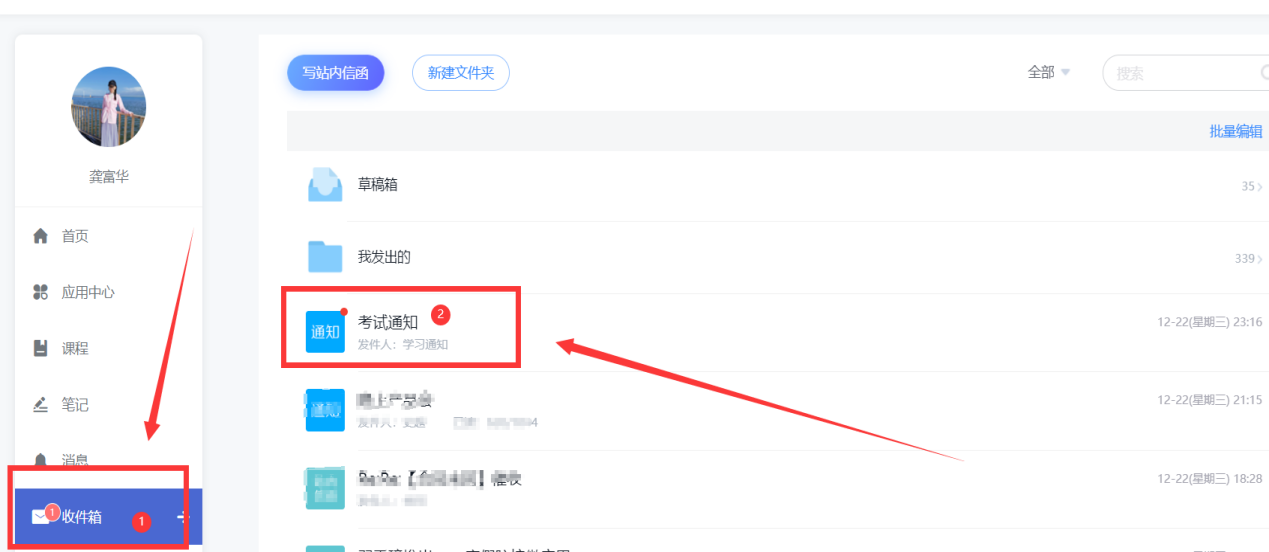 写站内信函
新建文件夹
全部
搜索
批量编辑
龚富华
首页
应用中心
课程
笔记
消息
1
收件箱
1
草稿箱
35
我发出的
339
通知
考试通知
2
发件人：学习通知
12-22(星期三) 23:16
通知
12-22(星期三) 21:15
催收
12-22(星期三) 18:28